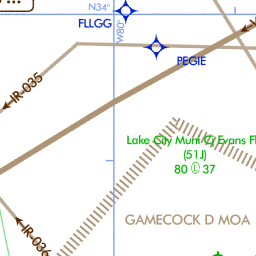 N34°
FLLGG
W80°
PEGIE
IR-035
Lake City Muni Cj Evans Fl
(51J)
80 Ⓛ 37
GAMECOCK D MOA
IR-036